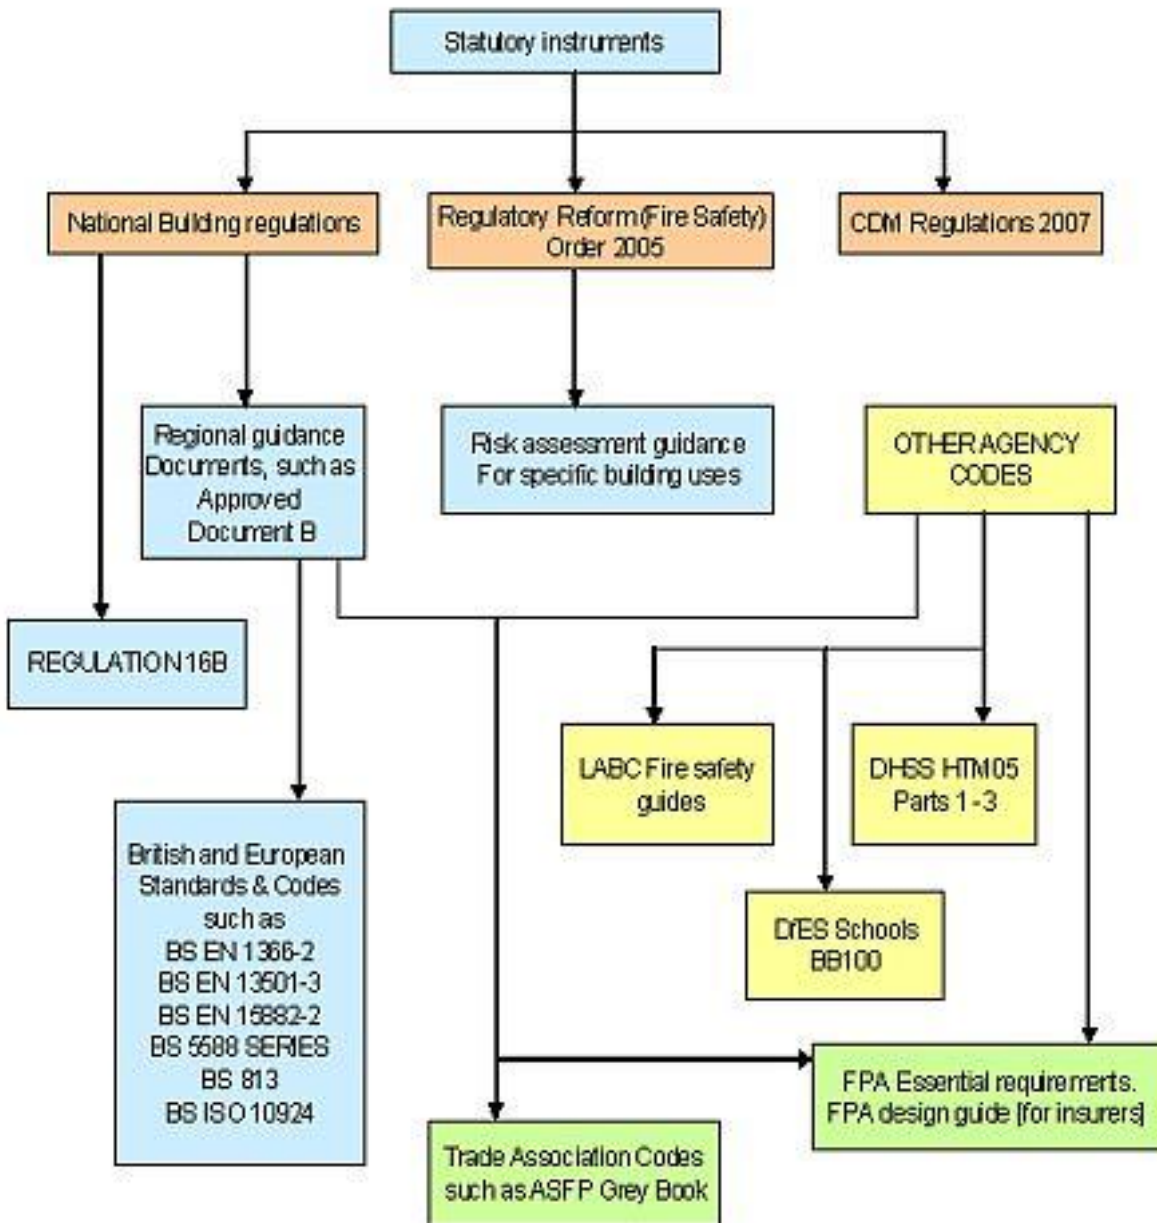 Statutory instruments
National Building regulations
Regulatory Reform (Fire Safety)
Order 2005
CDM Regulations 2007
Regional guidance
Documents, such as
Approved
Document B
Risk assessment guidance
For specific building uses
OTHER AGENCY
CODES
REGULATION 16B
LABC Fire safety
guides
DHSS HTM05
Parts 1 -3
British and European
Standards & Codes
such as
BS EN 1366-2
BS EN 13501-3
BS EN 15882-2
BS 5588 SERIES
BS 813
BS ISO 10924
DfES Schools
BB100
FPA Essential requirements.
FPA design guide [for insurers]
Trade Association Codes
such as ASFP Grey Book